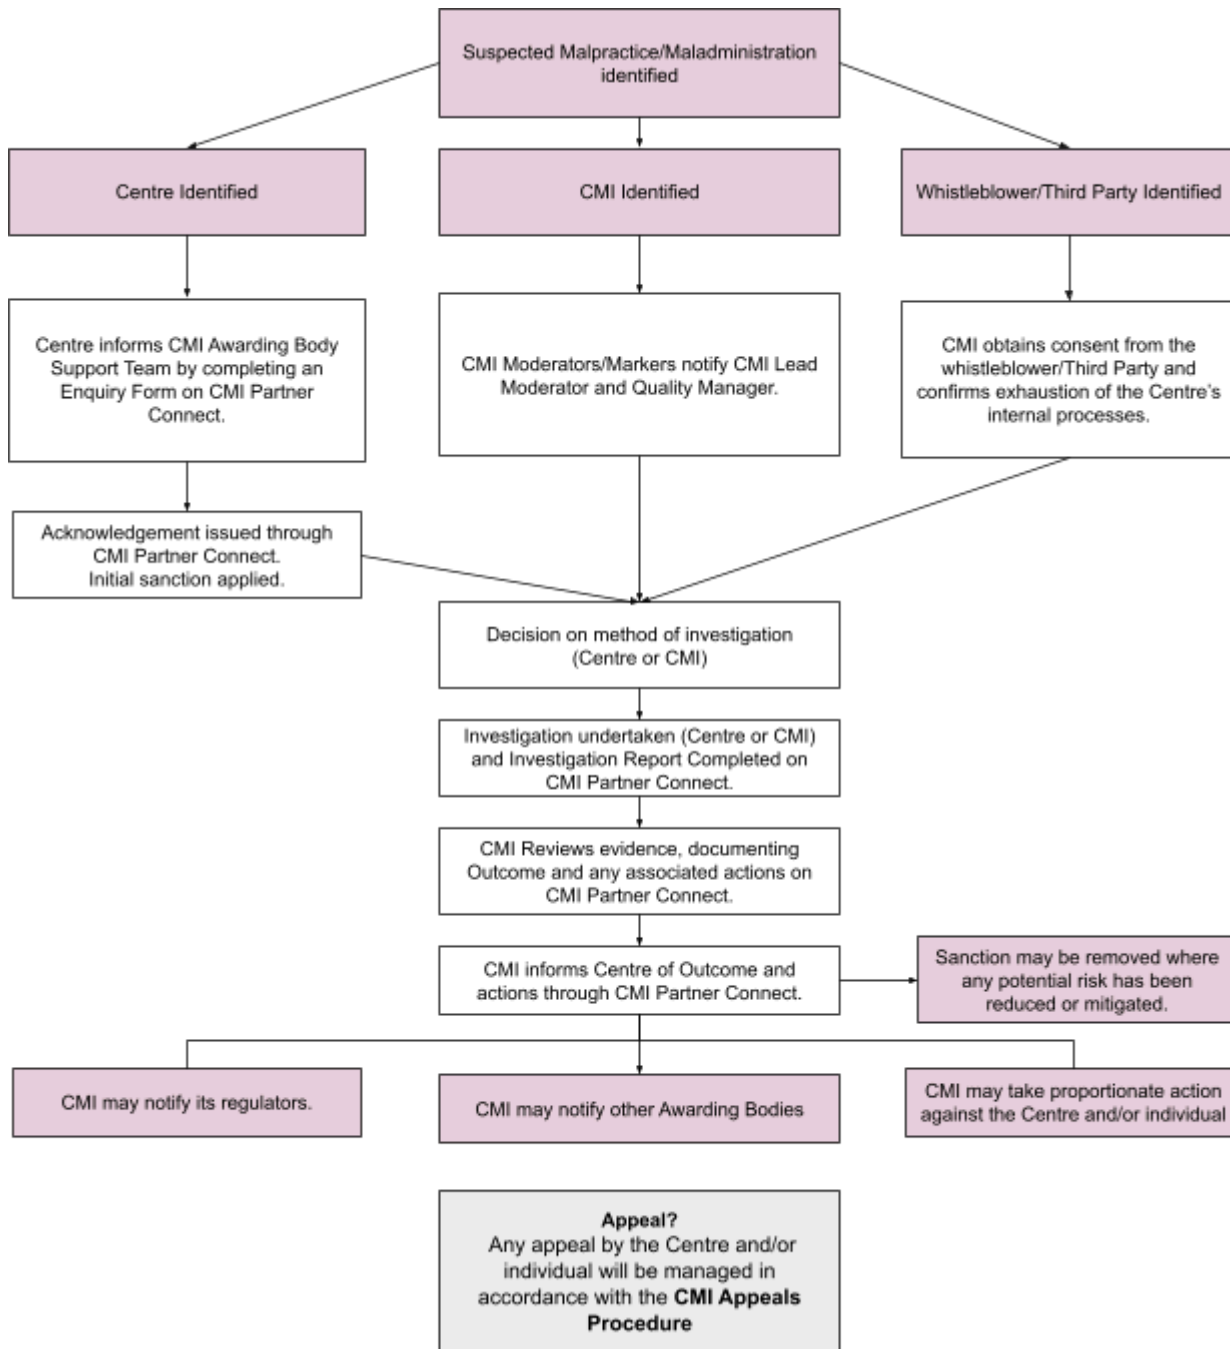 Suspected Malpractice/Maladministration
identified
Centre Identified
CMI Identified
Whistleblower/Third Party Identified
Centre informs CMI Awarding Body
Support Team by completing an
Enquiry Form on CMI Partner
Connect.
CMI Moderators/Markers notify CMI Lead
Moderator and Quality Manager.
CMI obtains consent from the
whistleblower/Third Party and
confirms exhaustion of the Centre's
internal processes.
Acknowledgement issued through
CMI Partner Connect.
Initial sanction applied.
Decision on method of investigation
(Centre or CMI)
Investigation undertaken (Centre or CMI)
and Investigation Report Completed on
CMI Partner Connect.
CMI Reviews evidence, documenting
Outcome and any associated actions on
CMI Partner Connect.
CMI informs Centre of Outcome and
actions through CMI Partner Connect.
Sanction may be removed where
any potential risk has been
reduced or mitigated.
CMI may notify its regulators.
CMI may notify other Awarding Bodies
CMI may take proportionate action
against the Centre and/or individual
Appeal?
Any appeal by the Centre and/or
individual will be managed in
accordance with the CMI Appeals
Procedure